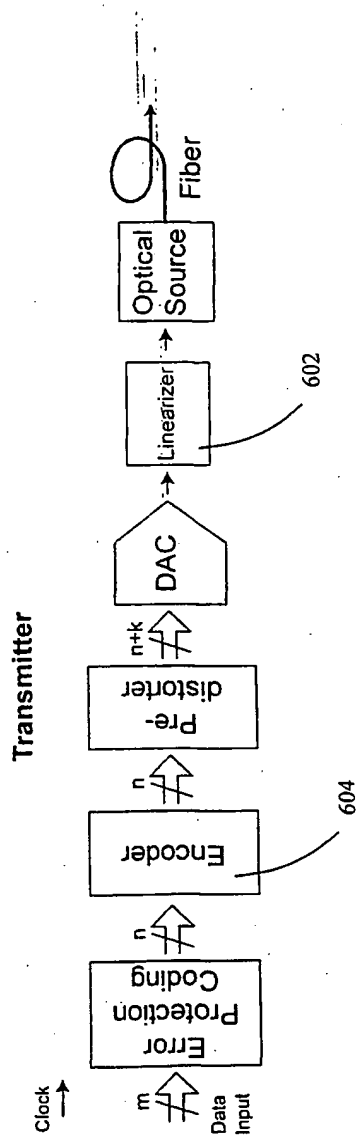 Transmitter
Clock
m
Data
Input
Error
Protection
Coding
n
Encoder
604
n
Pre-
distorter
n+k
DAC
Linearizer
602
Optical
Source
Fiber